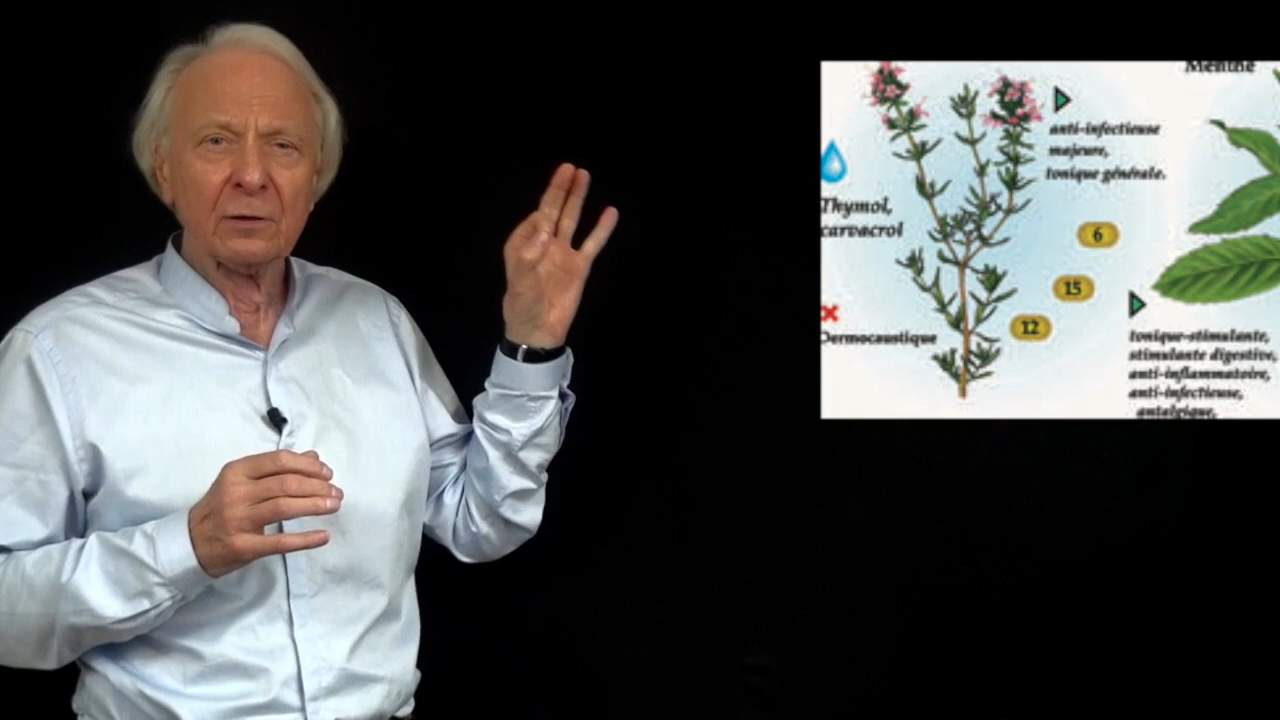 Menthe
anti-infectieuse
majeure,
tonique générale.
Thymol,
carvacrol
6
15
12
Dermocaustique
tonique-stimulante,
stimulante digestive,
anti-inflammatoire,
anti-infectieuse,
antalgique,